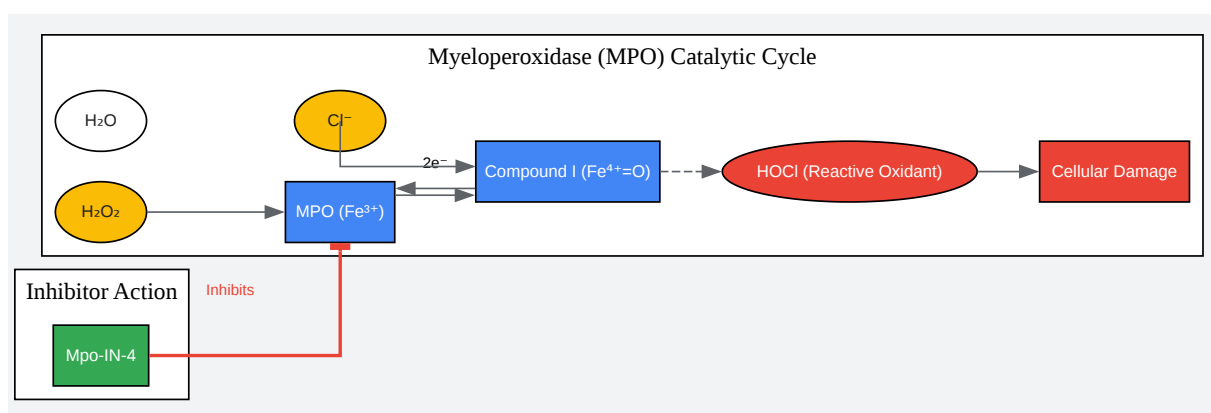 Myeloperoxidase (MPO) Catalytic Cycle
H₂O
Cl⁻
2e⁻
Compound I (Fe⁴⁺=O)
HOCl (Reactive Oxidant)
Cellular Damage
H₂O₂
MPO (Fe³⁺)
Inhibitor Action
Inhibits
Mpo-IN-4